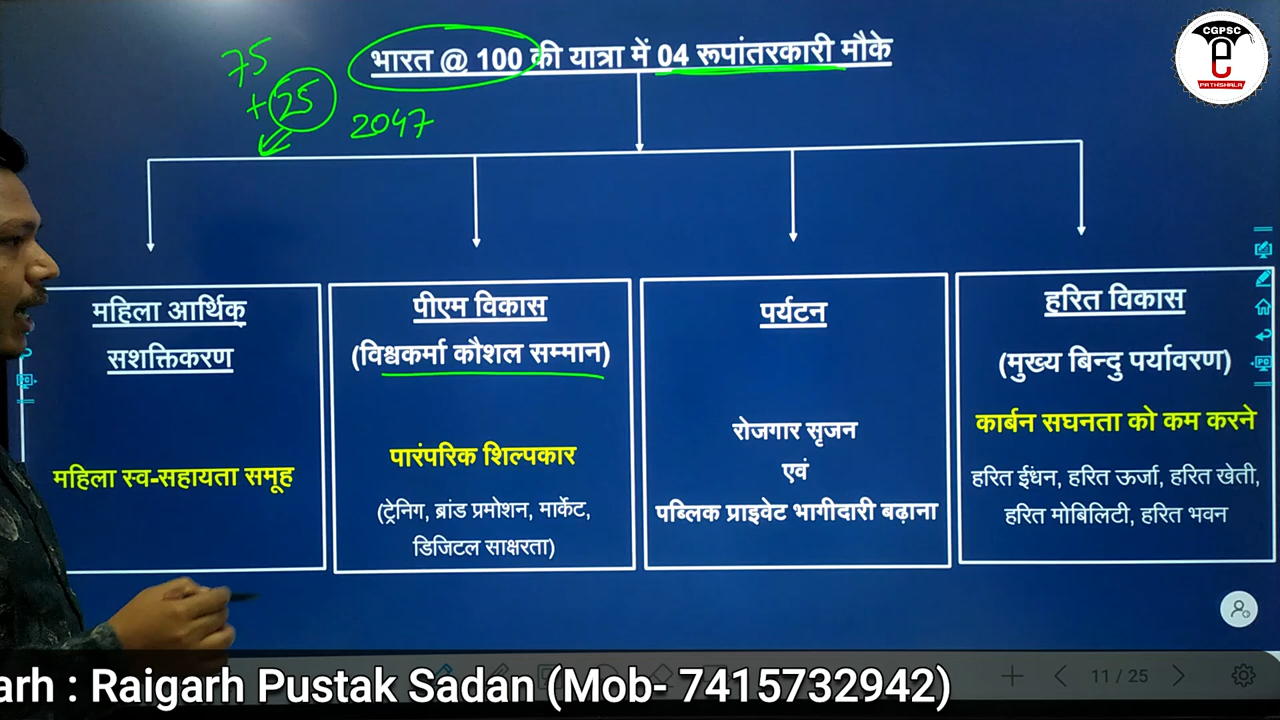 भारत @ 100 की यात्रा में 04 रूपांतरकारी मौके
75
+25
2047
CGPSC
e
PATHSHALA
महिला आर्थिक
सशक्तिकरण
महिला स्व-सहायता समूह
पीएम विकास
(विश्वकर्मा कौशल सम्मान)
पारंपरिक शिल्पकार
(ट्रेनिग, ब्रांड प्रमोशन, मार्केट,
डिजिटल साक्षरता)
पर्यटन
रोजगार सृजन
एवं
पब्लिक प्राइवेट भागीदारी बढ़ाना
हरित विकास
(मुख्य बिन्दु पर्यावरण)
कार्बन सघनता को कम करने
हरित ईंधन, हरित ऊर्जा, हरित खेती,
हरित मोबिलिटी, हरित भवन
11 / 25
arh : Raigarh Pustak Sadan (Mob- 7415732942)